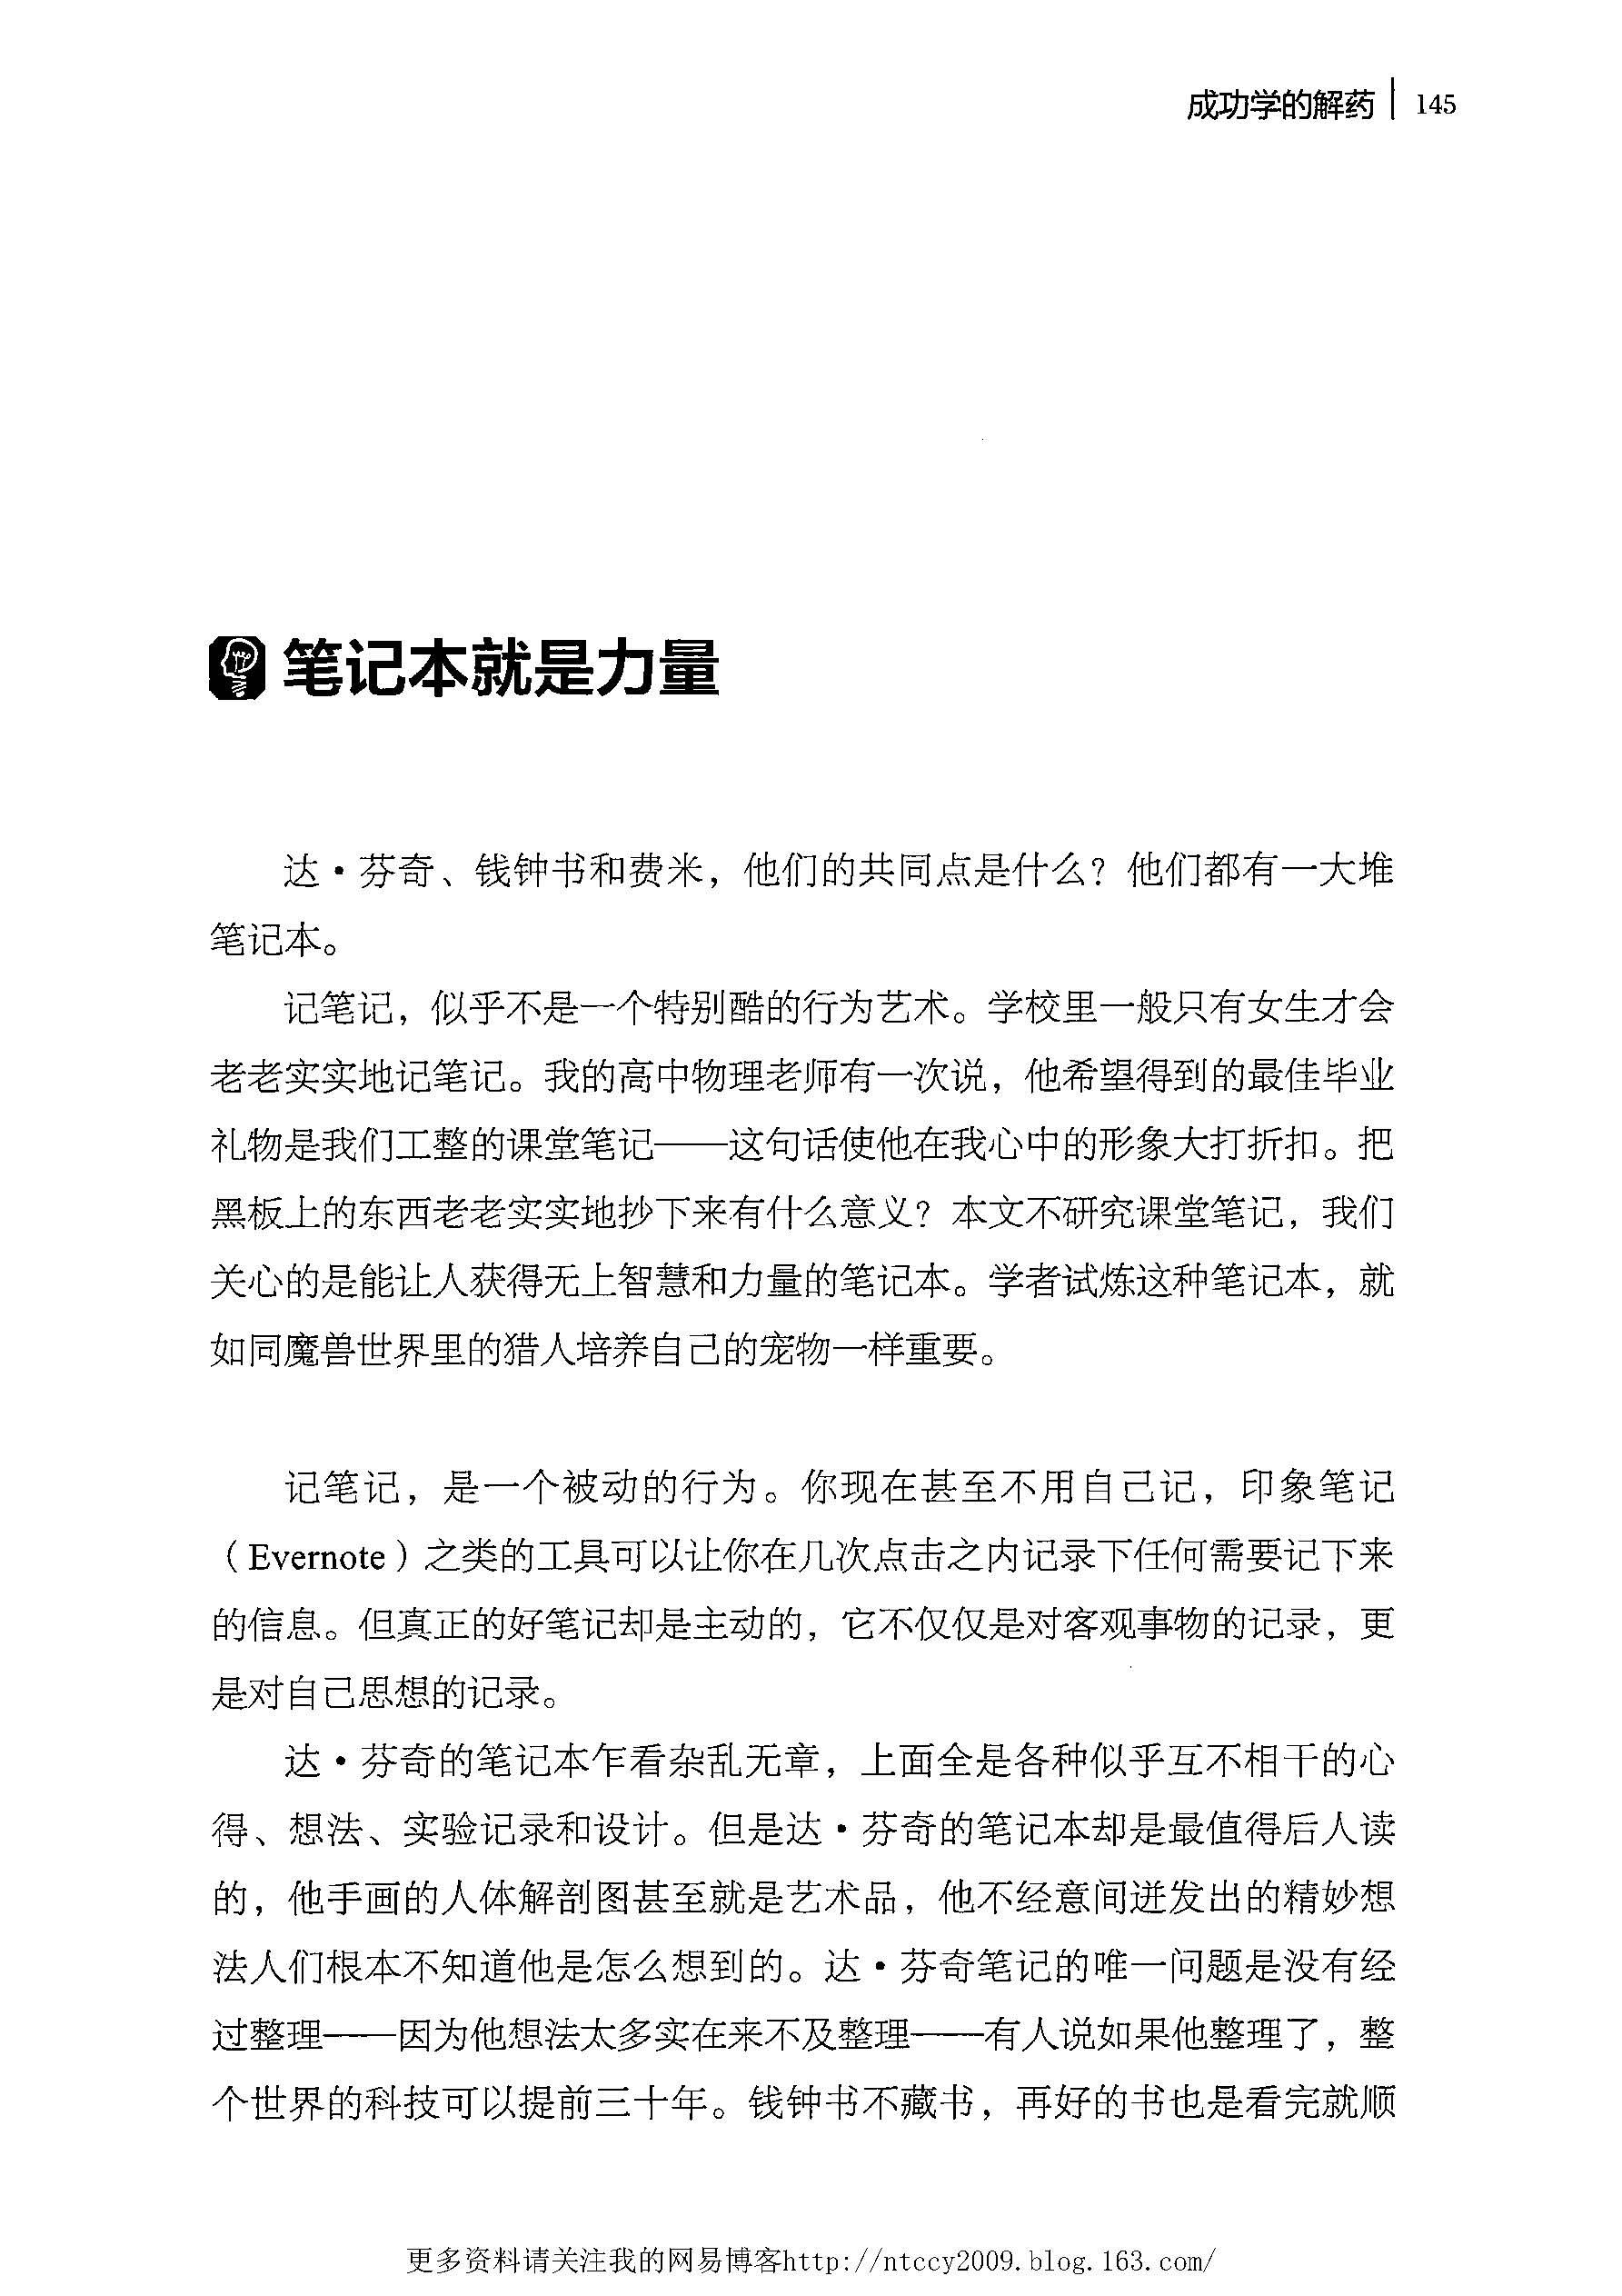 成功学的解药 | 145
笔记本就是力量
达·芬奇、钱钟书和费米，他们的共同点是什么？他们都有一大堆
笔记本。
记笔记，似乎不是一个特别酷的行为艺术。学校里一般只有女生才会
老老实实地记笔记。我的高中物理老师有一次说，他希望得到的最佳毕业
礼物是我们工整的课堂笔记——这句话使他在我心中的形象大打折扣。把
黑板上的东西老老实实地抄下来有什么意义？本文不研究课堂笔记，我们
关心的是能让人获得无上智慧和力量的笔记本。学者试炼这种笔记本，就
如同魔兽世界里的猎人培养自己的宠物一样重要。
记笔记，是一个被动的行为。你现在甚至不用自己记，印象笔记
（Evernote）之类的工具可以让你在几次点击之内记录下任何需要记下来
的信息。但真正的好笔记却是主动的，它不仅仅是对客观事物的记录，更
是对自己思想的记录。
达·芬奇的笔记本乍看杂乱无章，上面全是各种似乎互不相干的心
得、想法、实验记录和设计。但是达·芬奇的笔记本却是最值得后人读
的，他手画的人体解剖图甚至就是艺术品，他不经意间迸发出的精妙想
法人们根本不知道他是怎么想到的。达·芬奇笔记的唯一问题是没有经
过整理——因为他想法太多实在来不及整理——有人说如果他整理了，整
个世界的科技可以提前三十年。钱钟书不藏书，再好的书也是看完就顺
更多资料请关注我的网易博客http://ntccy2009.blog.163.com/